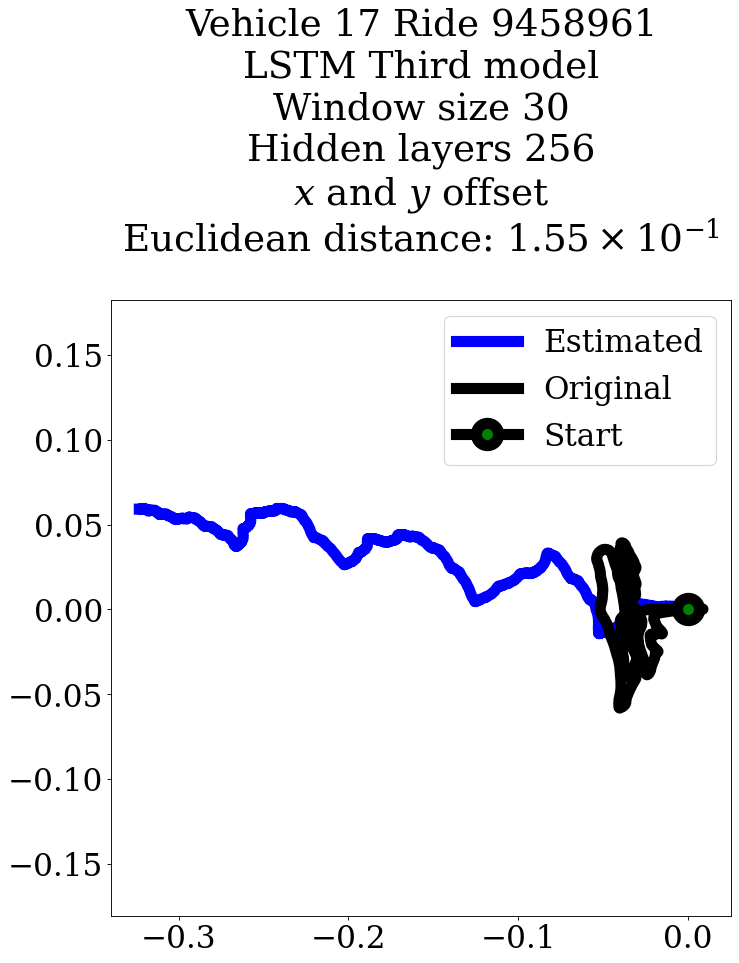 Vehicle 17 Ride 9458961
LSTM Third model
Window size 30
Hidden layers 256
x and y offset
Euclidean distance: 1.55 × 10⁻¹
Estimated
Original
Start
0.15
0.10
0.05
0.00
−0.05
−0.10
−0.15
−0.3 −0.2 −0.1 0.0